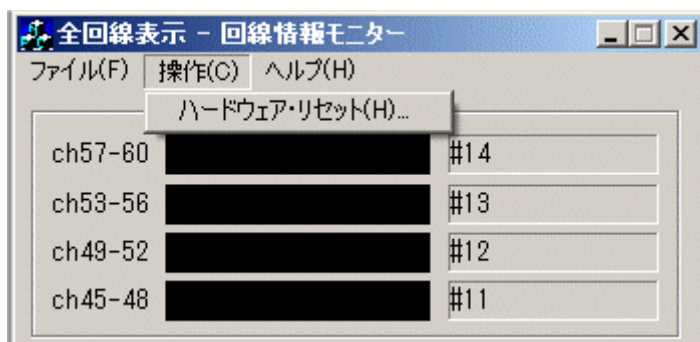 全回線表示 - 回線情報モニター
ファイル(F) 操作(C) ヘルプ(H)
ハードウェア・リセット(H)...
ch57-60 #14
ch53-56 #13
ch49-52 #12
ch45-48 #11